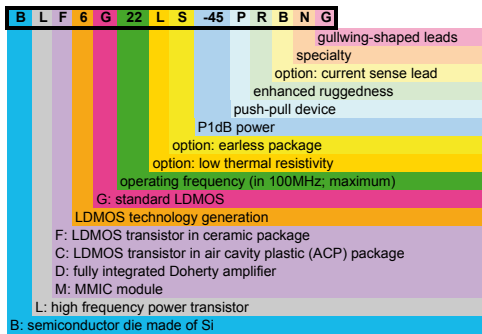 B L F 6 G 22 L S -45 P R B N G
gullwing-shaped leads
specialty
option: current sense lead
enhanced ruggedness
push-pull device
P1dB power
option: earless package
option: low thermal resistivity
operating frequency (in 100MHz; maximum)
G: standard LDMOS
LDMOS technology generation
F: LDMOS transistor in ceramic package
C: LDMOS transistor in air cavity plastic (ACP) package
D: fully integrated Doherty amplifier
M: MMIC module
L: high frequency power transistor
B: semiconductor die made of Si